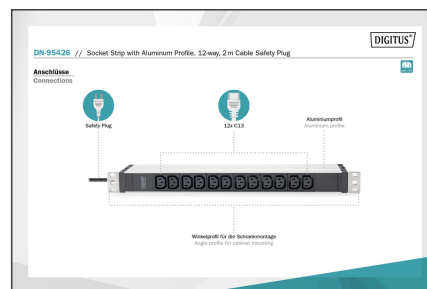 DIGITUS®
DN-95426 // Socket Strip with Aluminum Profile, 12-way, 2 m Cable Safety Plug
Anschlüsse
Connections
Safety Plug
12x C13
Aluminiumprofil
Aluminium profile
Winkelprofil für die Schrankmontage
Angle profile for cabinet mounting